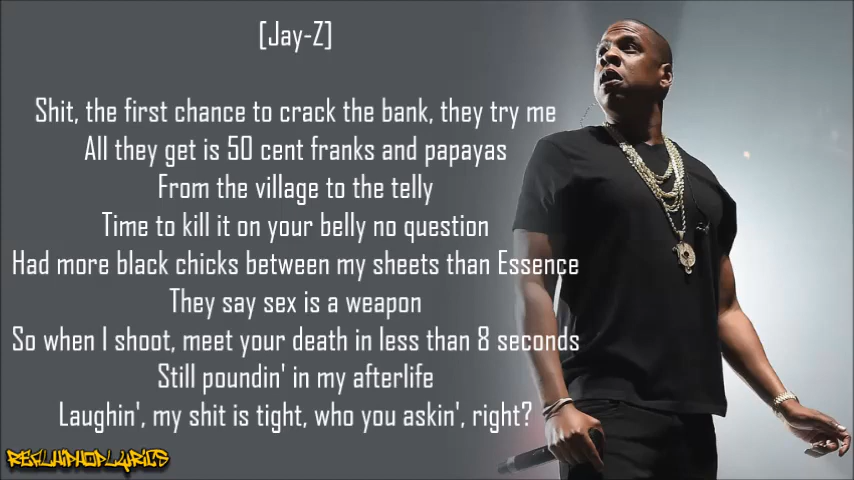 [Jay-Z]
Shit, the first chance to crack the bank, they try me
All they get is 50 cent franks and papayas
From the village to the telly
Time to kill it on your belly no question
Had more black chicks between my sheets than Essence
They say sex is a weapon
So when I shoot, meet your death in less than 8 seconds
Still poundin' in my afterlife
Laughin', my shit is tight, who you askin', right?
REALHIPHOPLYRICS